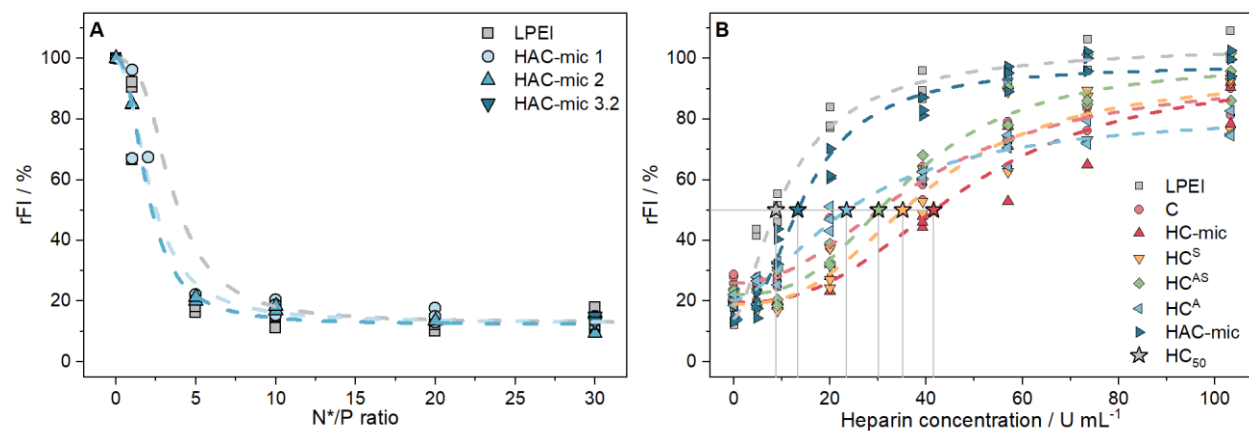 A
LPEI
HAC-mic 1
HAC-mic 2
HAC-mic 3.2
100
80
60
40
20
0
rFI / %
0 5 10 15 20 25 30
N*/P ratio
B
100
80
60
40
20
0
rFI / %
LPEI
C
HC-mic
HC^S
HC^AS
HC^A
HAC-mic
HC₅₀
0 20 40 60 80 100
Heparin concentration / U mL⁻¹